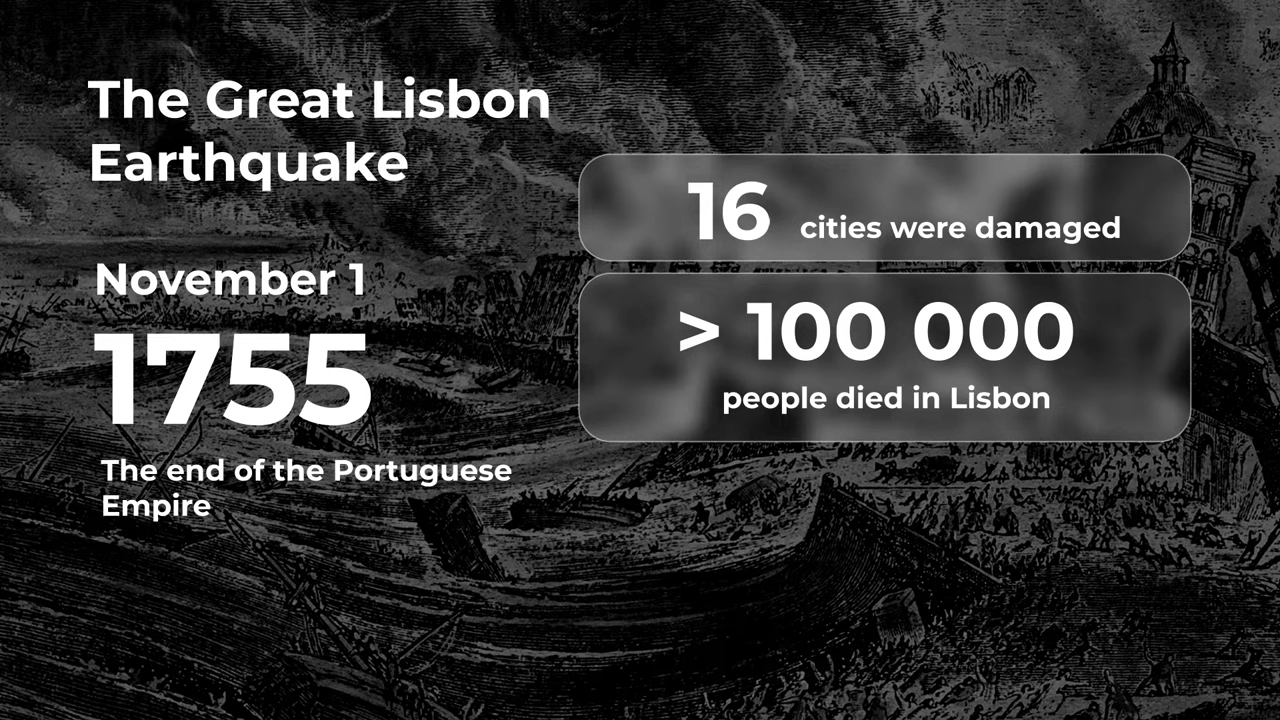 The Great Lisbon
Earthquake
November 1
1755
The end of the Portuguese
Empire
16 cities were damaged
> 100 000
people died in Lisbon